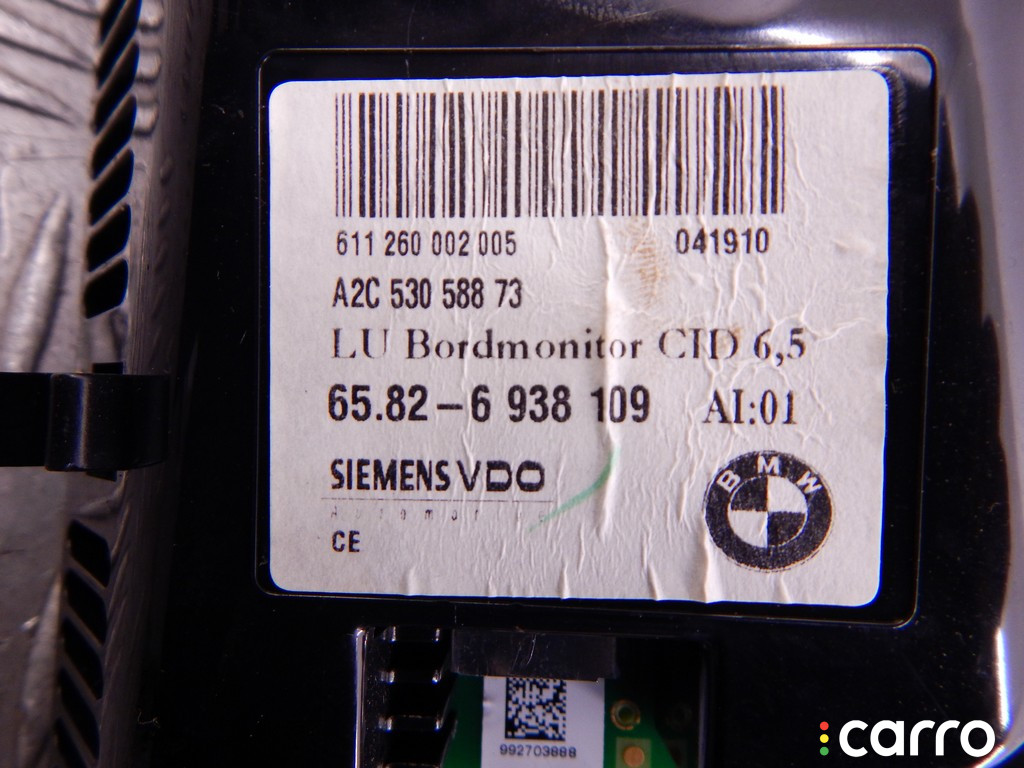 611 260 002 005 041910
A2C 530 588 73
LU Bordmonitor CID 6,5
65.82-6 938 109 AI:01
SIEMENS VDO
Automotive
CE
BMW
992703888
carro